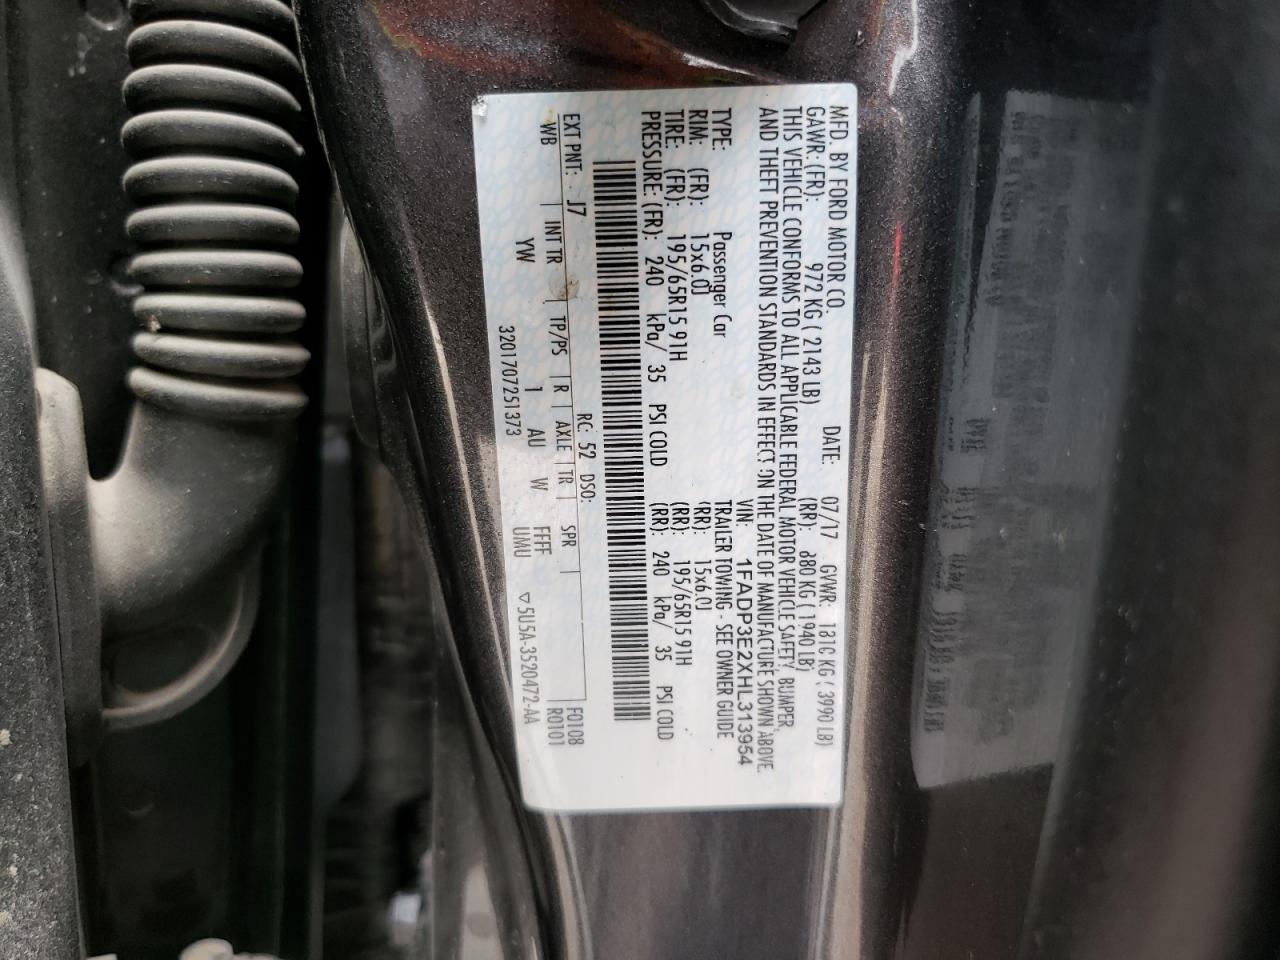 MFD. BY FORD MOTOR CO.
DATE: 07/17 GVWR: 1810 KG ( 3990 LB)
GAWR: (FR): 972 KG ( 2143 LB) (RR): 880 KG ( 1940 LB)
THIS VEHICLE CONFORMS TO ALL APPLICABLE FEDERAL MOTOR VEHICLE SAFETY, BUMPER,
AND THEFT PREVENTION STANDARDS IN EFFECT ON THE DATE OF MANUFACTURE SHOWN ABOVE.
VIN: 1FADP3E2XHL313954
TYPE: Passenger Car TRAILER TOWING - SEE OWNER GUIDE
RIM: (FR): 15x6.0J (RR): 15x6.0J
TIRE: (FR): 195/65R15 91H (RR): 195/65R15 91H
PRESSURE: (FR): 240 kPa/ 35 PSI COLD (RR): 240 kPa/ 35 PSI COLD
EXT PNT: J7 RC: 52 DSO: F0108
WB INT TR TP/PS R AXLE TR SPR R0101
YW 1 AU W FFFF
3201707251373 UMU
▽5U5A-3520472-AA